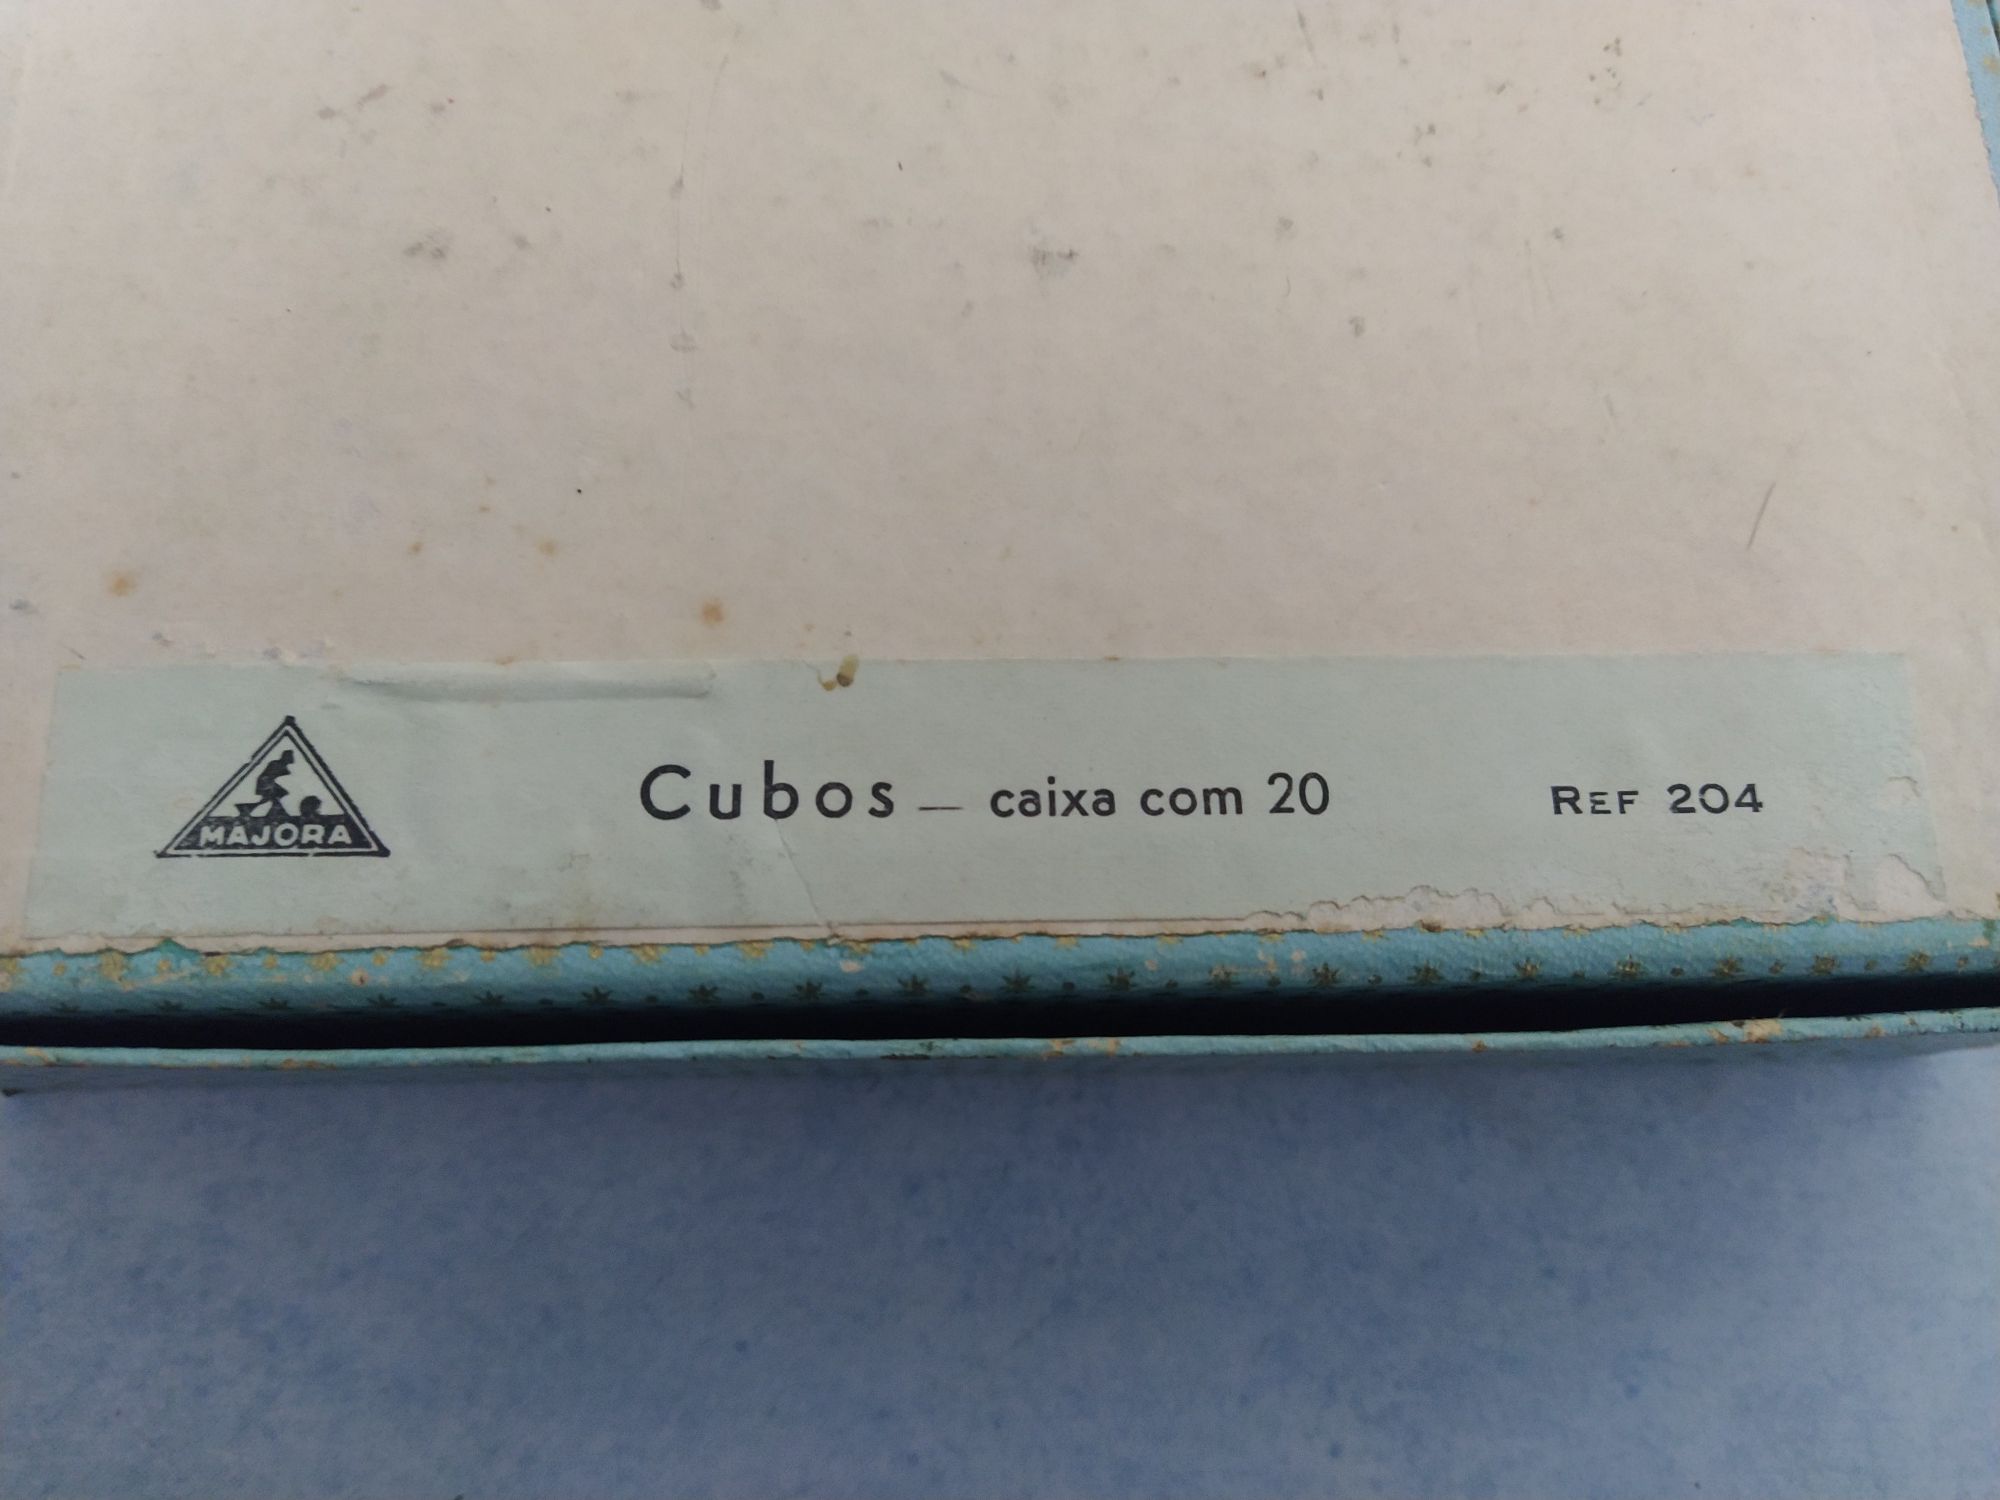 MAJORA
Cubos — caixa com 20
REF 204